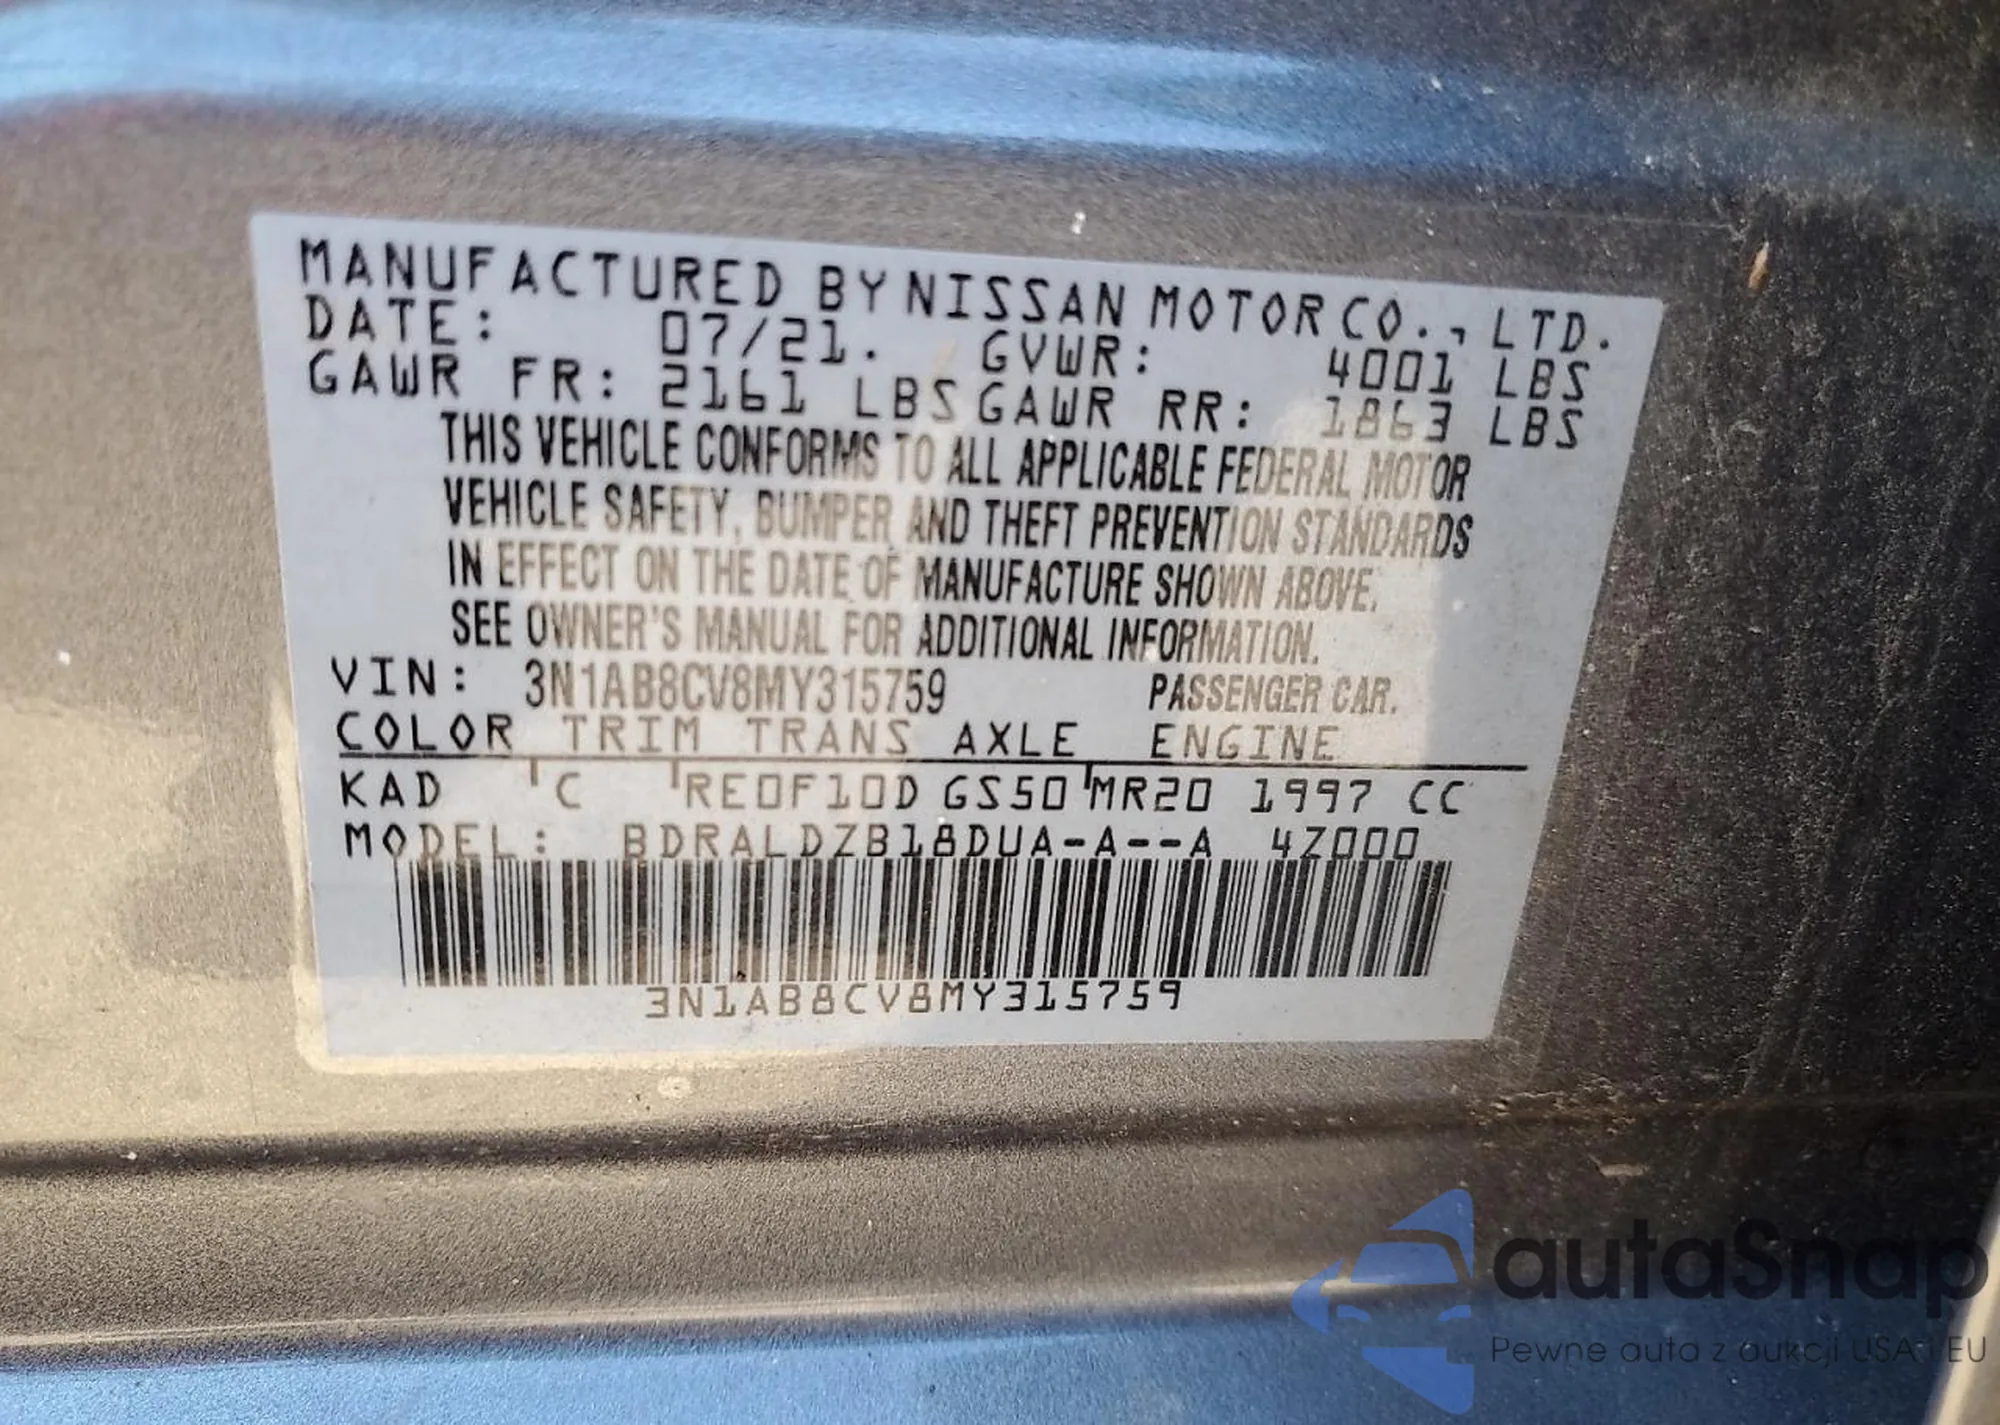 MANUFACTURED BY NISSAN MOTOR CO., LTD.
DATE: 07/21. GVWR: 4001 LBS
GAWR FR: 2161 LBS GAWR RR: 1863 LBS
THIS VEHICLE CONFORMS TO ALL APPLICABLE FEDERAL MOTOR
VEHICLE SAFETY, BUMPER AND THEFT PREVENTION STANDARDS
IN EFFECT ON THE DATE OF MANUFACTURE SHOWN ABOVE.
SEE OWNER'S MANUAL FOR ADDITIONAL INFORMATION.
VIN: 3N1AB8CV8MY315759 PASSENGER CAR.
COLOR TRIM TRANS AXLE ENGINE
KAD C RE0F10D GS50 MR20 1997 CC
MODEL: BDRALDZB18DUA-A--A 4Z000
3N1AB8CV8MY315759
autaSnap
Pewne auta z aukcji USA i EU